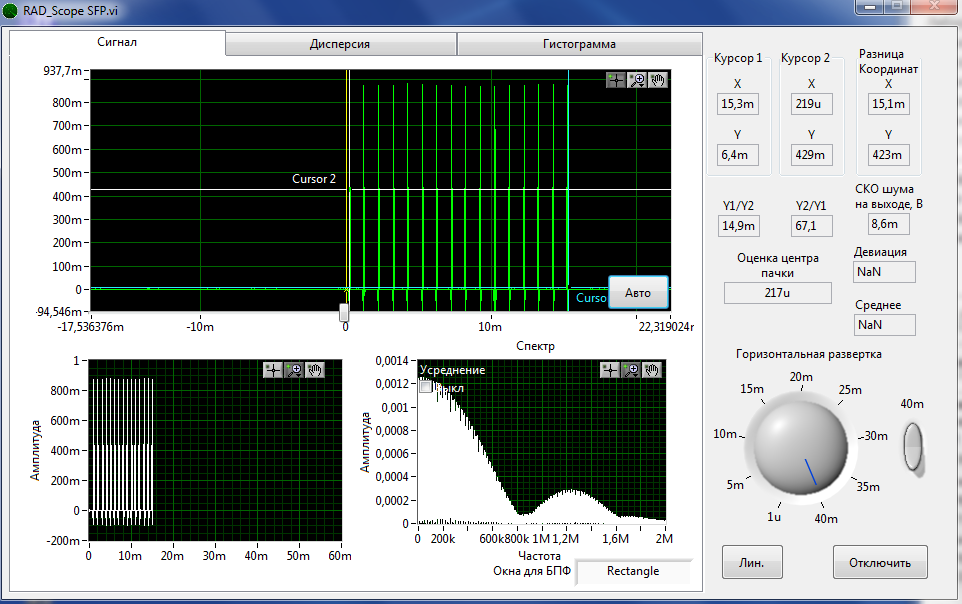 RAD_Scope SFP.vi
Сигнал
Дисперсия
Гистограмма
937,7m
800m
700m
600m
500m
400m
300m
200m
100m
0
-94,546m
Cursor 2
Curso
Авто
-17,536376m
-10m
0
10m
22,319024m
Курсор 1
Курсор 2
Разница
Координат
X
X
X
15,3m
219u
15,1m
Y
Y
Y
6,4m
429m
423m
Y1/Y2
Y2/Y1
СКО шума
на выходе, В
14,9m
67,1
8,6m
Оценка центра
пачки
217u
Девиация
NaN
Среднее
NaN
Горизонтальная развертка
1u
5m
10m
15m
20m
25m
30m
35m
40m
40m
Лин.
Отключить
Амплитуда
1
800m
600m
400m
200m
0
-200m
0
10m
20m
30m
40m
50m
60m
Спектр
Усреднение
Амплитуда
0,0014
0,0012
0,001
0,0008
0,0006
0,0004
0,0002
0
0
200k
600k
800k
1M
1,2M
1,6M
2M
Частота
Окна для БПФ
Rectangle